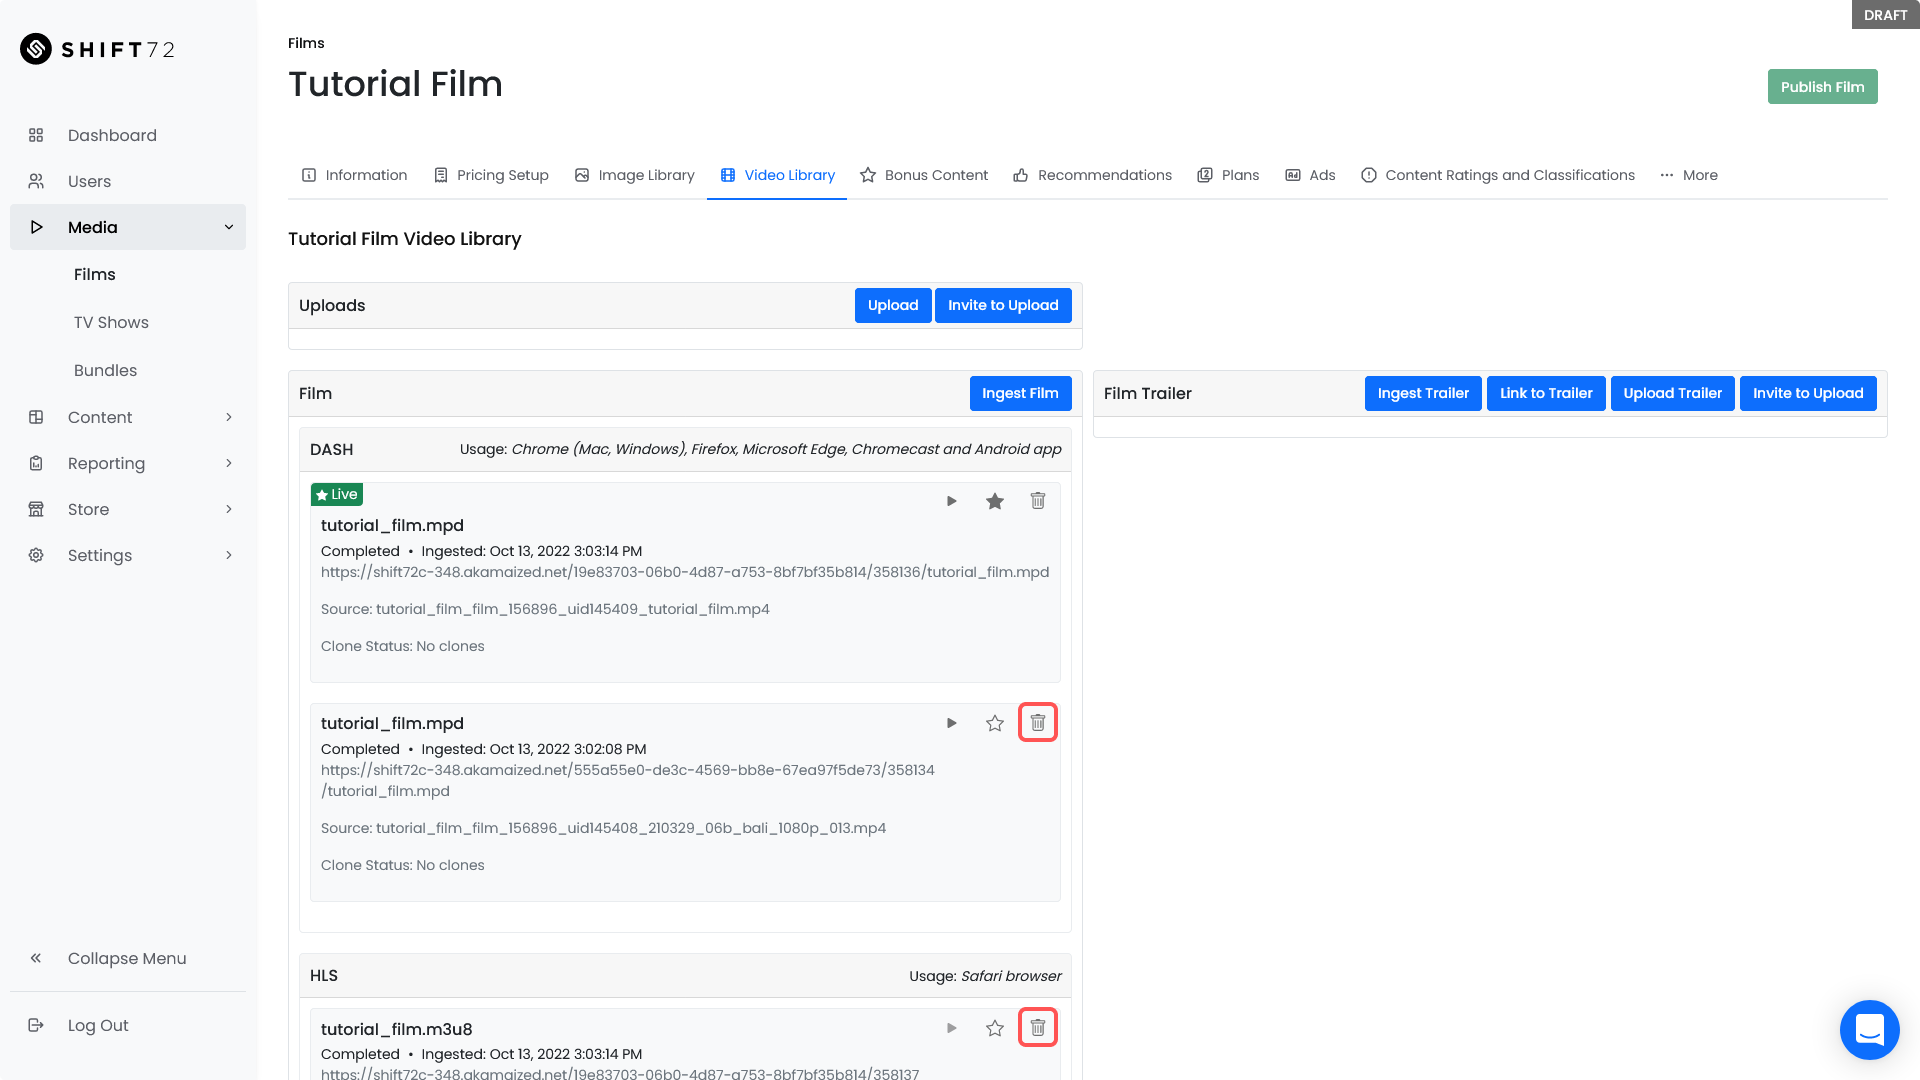 DRAFT
SHIFT72
Dashboard
Users
Media
Films
TV Shows
Bundles
Content
Reporting
Store
Settings
Collapse Menu
Log Out
Films
Tutorial Film
Publish Film
Information
Pricing Setup
Image Library
Video Library
Bonus Content
Recommendations
Plans
Ads
Content Ratings and Classifications
More
Tutorial Film Video Library
Uploads
Upload
Invite to Upload
Film
Ingest Film
DASH
Usage: Chrome (Mac, Windows), Firefox, Microsoft Edge, Chromecast and Android app
Live
tutorial_film.mpd
Completed • Ingested: Oct 13, 2022 3:03:14 PM
https://shift72c-348.akamaized.net/19e83703-06b0-4d87-a753-8bf7bf35b814/358136/tutorial_film.mpd
Source: tutorial_film_film_156896_uid145409_tutorial_film.mp4
Clone Status: No clones
tutorial_film.mpd
Completed • Ingested: Oct 13, 2022 3:02:08 PM
https://shift72c-348.akamaized.net/555a55e0-de3c-4569-bb8e-67ea97f5de73/358134
/tutorial_film.mpd
Source: tutorial_film_film_156896_uid145408_210329_06b_bali_1080p_013.mp4
Clone Status: No clones
HLS
Usage: Safari browser
tutorial_film.m3u8
Completed • Ingested: Oct 13, 2022 3:03:14 PM
https://shift72c-348.akamaized.net/19e83703-06b0-4d87-a753-8bf7bf35b814/358137
Film Trailer
Ingest Trailer
Link to Trailer
Upload Trailer
Invite to Upload